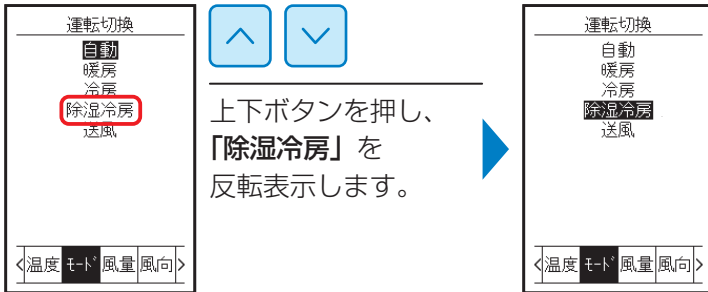 運転切換
自動
暖房
冷房
除湿冷房
送風
<温度 ﾓｰﾄﾞ 風量 風向>
上下ボタンを押し、
「除湿冷房」を
反転表示します。
運転切換
自動
暖房
冷房
除湿冷房
送風
<温度 ﾓｰﾄﾞ 風量 風向>